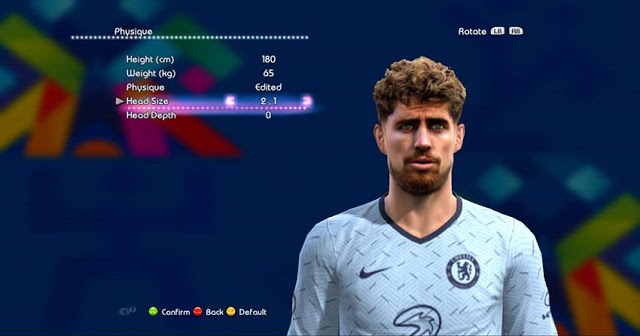 Physique
Rotate LB RB
Height (cm) 180
Weight (kg) 65
Physique Edited
Head Size 2 , 1
Head Depth 0
Confirm Back Default
3